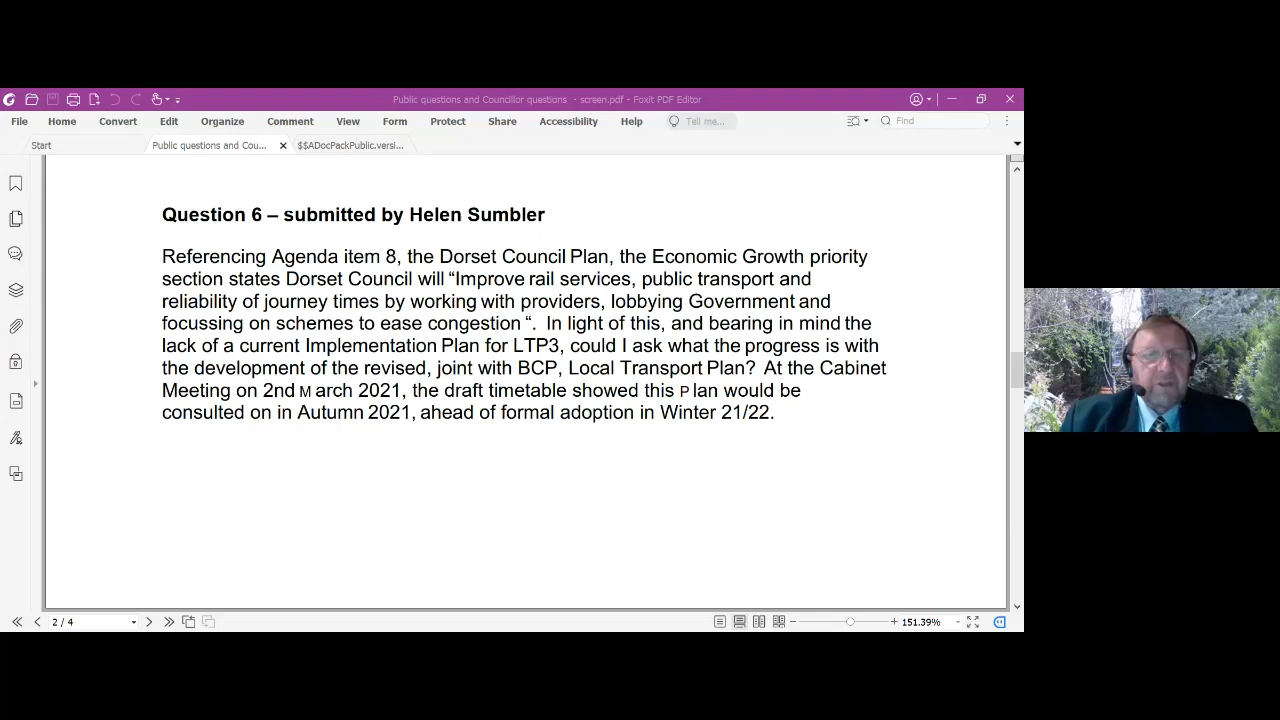 Public questions and Councillor questions - screen.pdf - Foxit PDF Editor
File Home Convert Edit Organize Comment View Form Protect Share Accessibility Help Tell me... Find
Start Public questions and Cou... $$ADocPackPublic.versi...
Question 6 – submitted by Helen Sumbler
Referencing Agenda item 8, the Dorset Council Plan, the Economic Growth priority
section states Dorset Council will “Improve rail services, public transport and
reliability of journey times by working with providers, lobbying Government and
focussing on schemes to ease congestion “. In light of this, and bearing in mind the
lack of a current Implementation Plan for LTP3, could I ask what the progress is with
the development of the revised, joint with BCP, Local Transport Plan? At the Cabinet
Meeting on 2nd M arch 2021, the draft timetable showed this P lan would be
consulted on in Autumn 2021, ahead of formal adoption in Winter 21/22.
2 / 4 151.39%